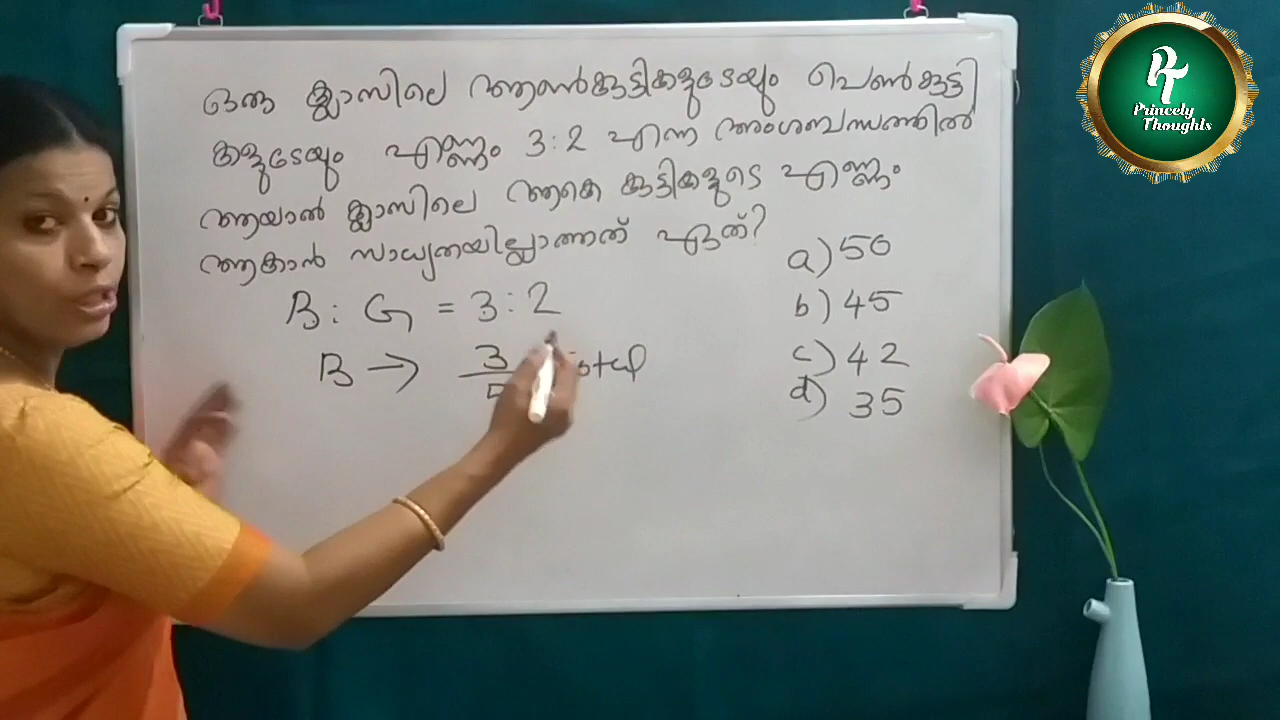 ഒരു ക്ലാസിലെ ആൺകുട്ടികളുടേയും പെൺകുട്ടി
കളുടേയും എണ്ണം 3:2 എന്ന അംശബന്ധത്തിൽ
ആയാൽ ക്ലാസിലെ ആകെ കുട്ടികളുടെ എണ്ണം
ആകാൻ സാധ്യതയില്ലാത്തത് ഏത്?
a) 50
b) 45
c) 42
d) 35
B : G = 3 : 2
B → 3
PT
Princely
Thoughts